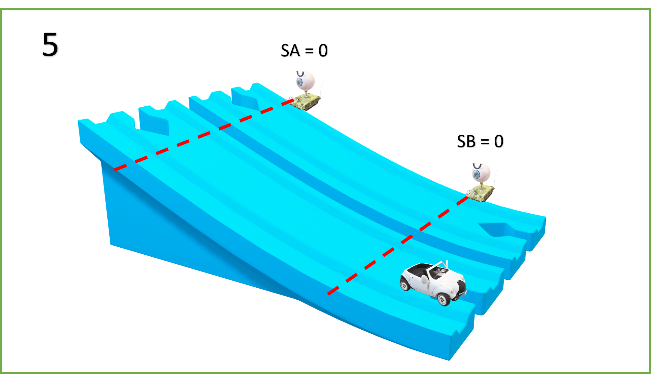 5
SA = 0
SB = 0